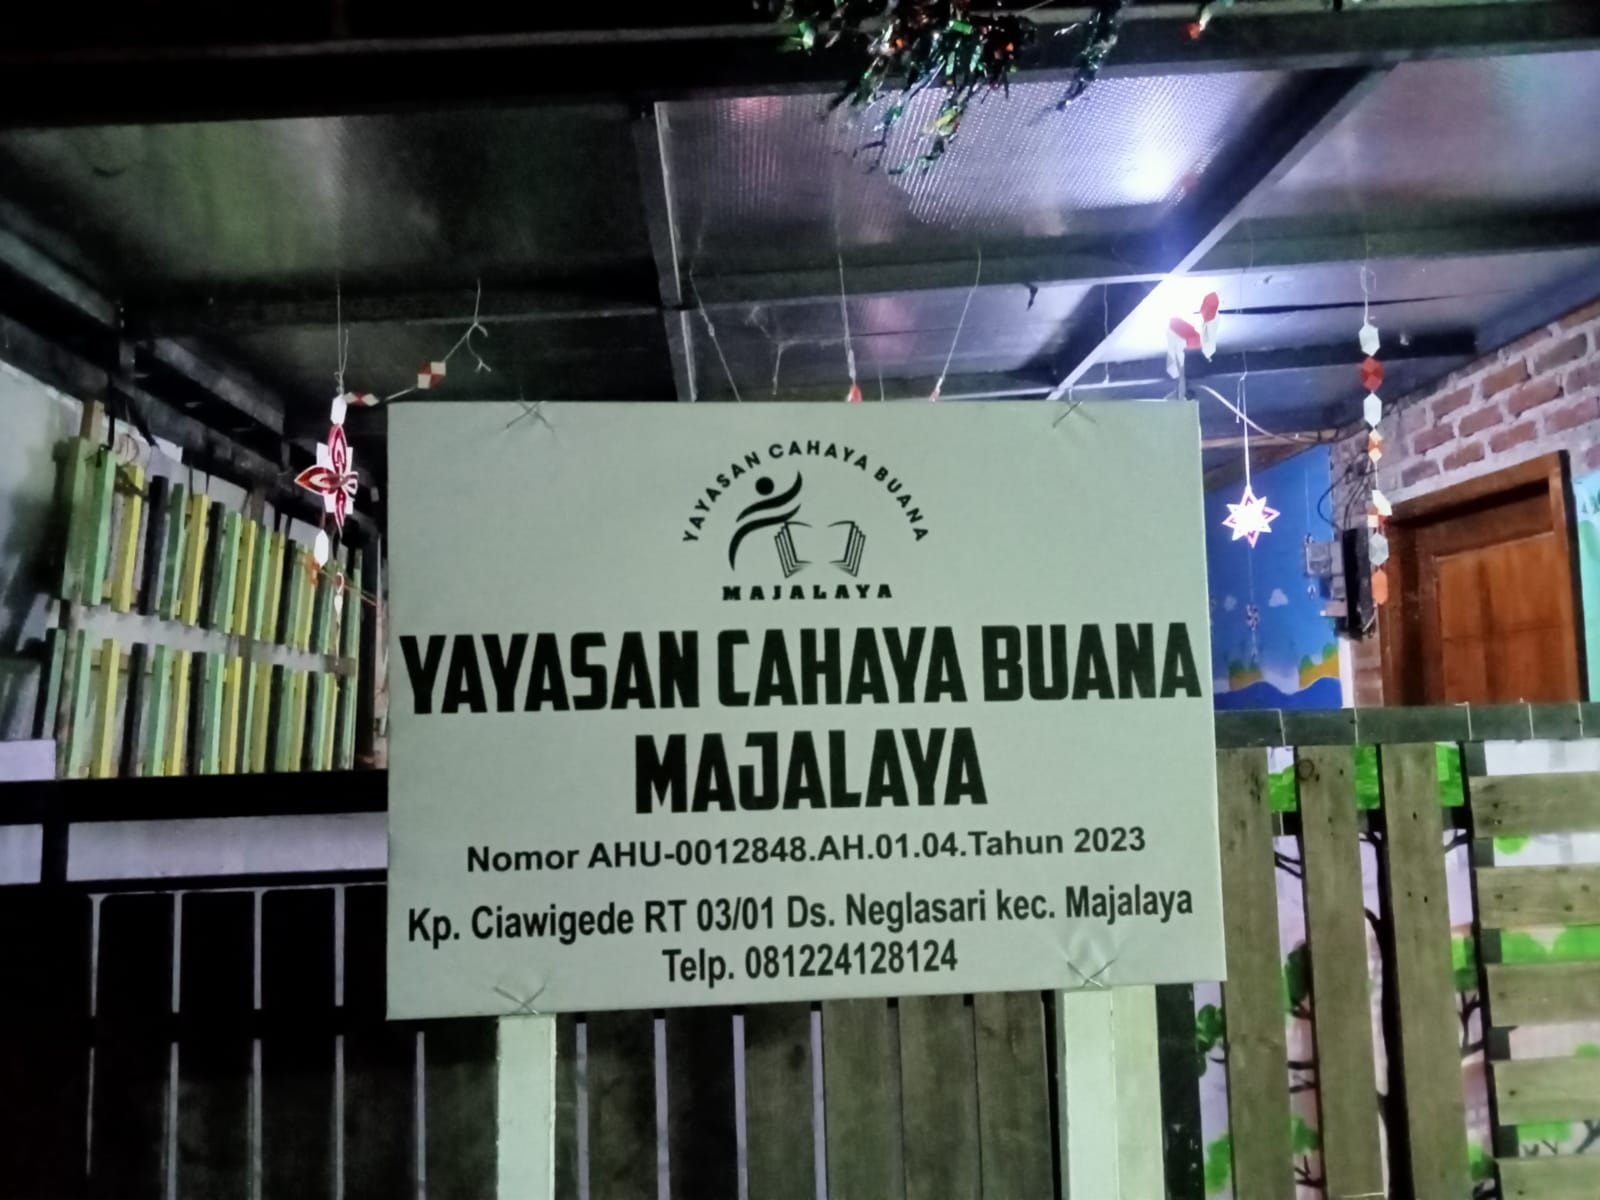 YAYASAN CAHAYA BUANA
MAJALAYA
YAYASAN CAHAYA BUANA
MAJALAYA
Nomor AHU-0012848.AH.01.04.Tahun 2023
Kp. Ciawigede RT 03/01 Ds. Neglasari kec. Majalaya
Telp. 081224128124